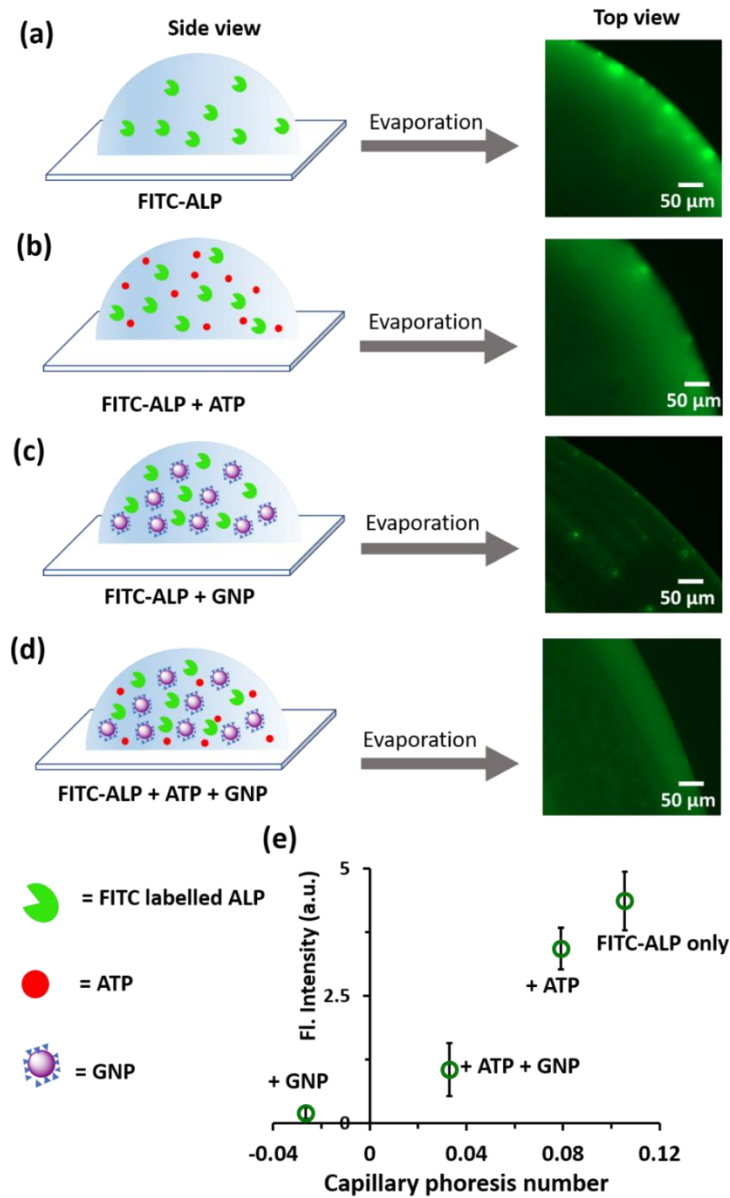 (a)
Side view
Top view
Evaporation
50 µm
FITC-ALP
(b)
Evaporation
50 µm
FITC-ALP + ATP
(c)
Evaporation
50 µm
FITC-ALP + GNP
(d)
Evaporation
50 µm
FITC-ALP + ATP + GNP
(e)
= FITC labelled ALP
= ATP
= GNP
Fl. Intensity (a.u.)
5
2.5
0
FITC-ALP only
+ ATP
+ ATP + GNP
+ GNP
-0.04
0
0.04
0.08
0.12
Capillary phoresis number